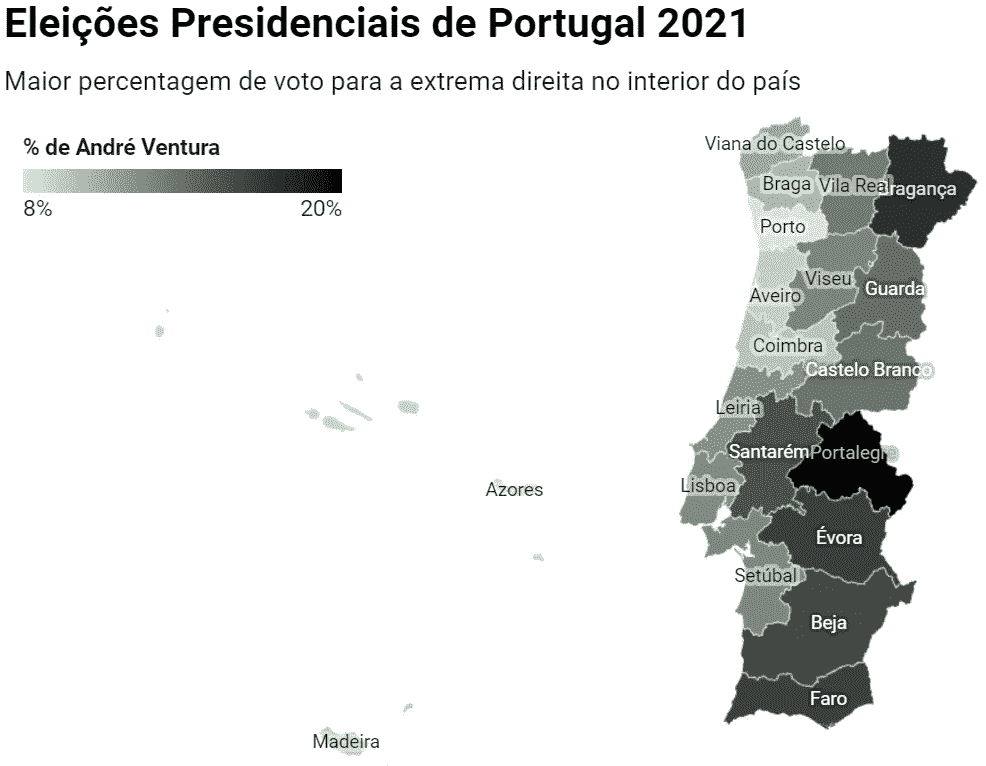 Eleições Presidenciais de Portugal 2021
Maior percentagem de voto para a extrema direita no interior do país
% de André Ventura
8%
20%
Viana do Castelo
Braga
Vila Real
Bragança
Porto
Viseu
Guarda
Aveiro
Coimbra
Castelo Branco
Leiria
Santarém
Portalegre
Lisboa
Azores
Évora
Setúbal
Beja
Faro
Madeira